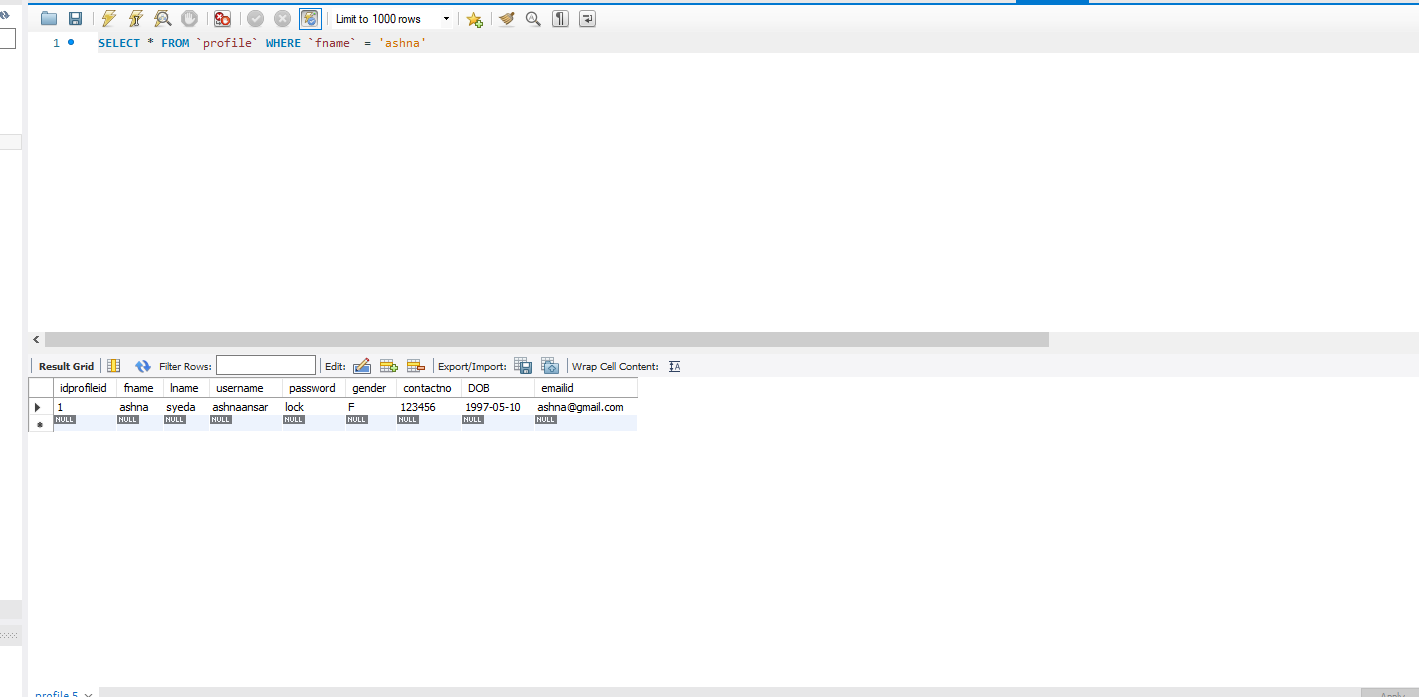 Limit to 1000 rows
1 SELECT * FROM `profile` WHERE `fname` = 'ashna'
Result Grid Filter Rows: Edit: Export/Import: Wrap Cell Content:
idprofileid fname lname username password gender contactno DOB emailid
1 ashna syeda ashnaansar lock F 123456 1997-05-10 ashna@gmail.com
NULL NULL NULL NULL NULL NULL NULL NULL NULL
profile 5 Apply